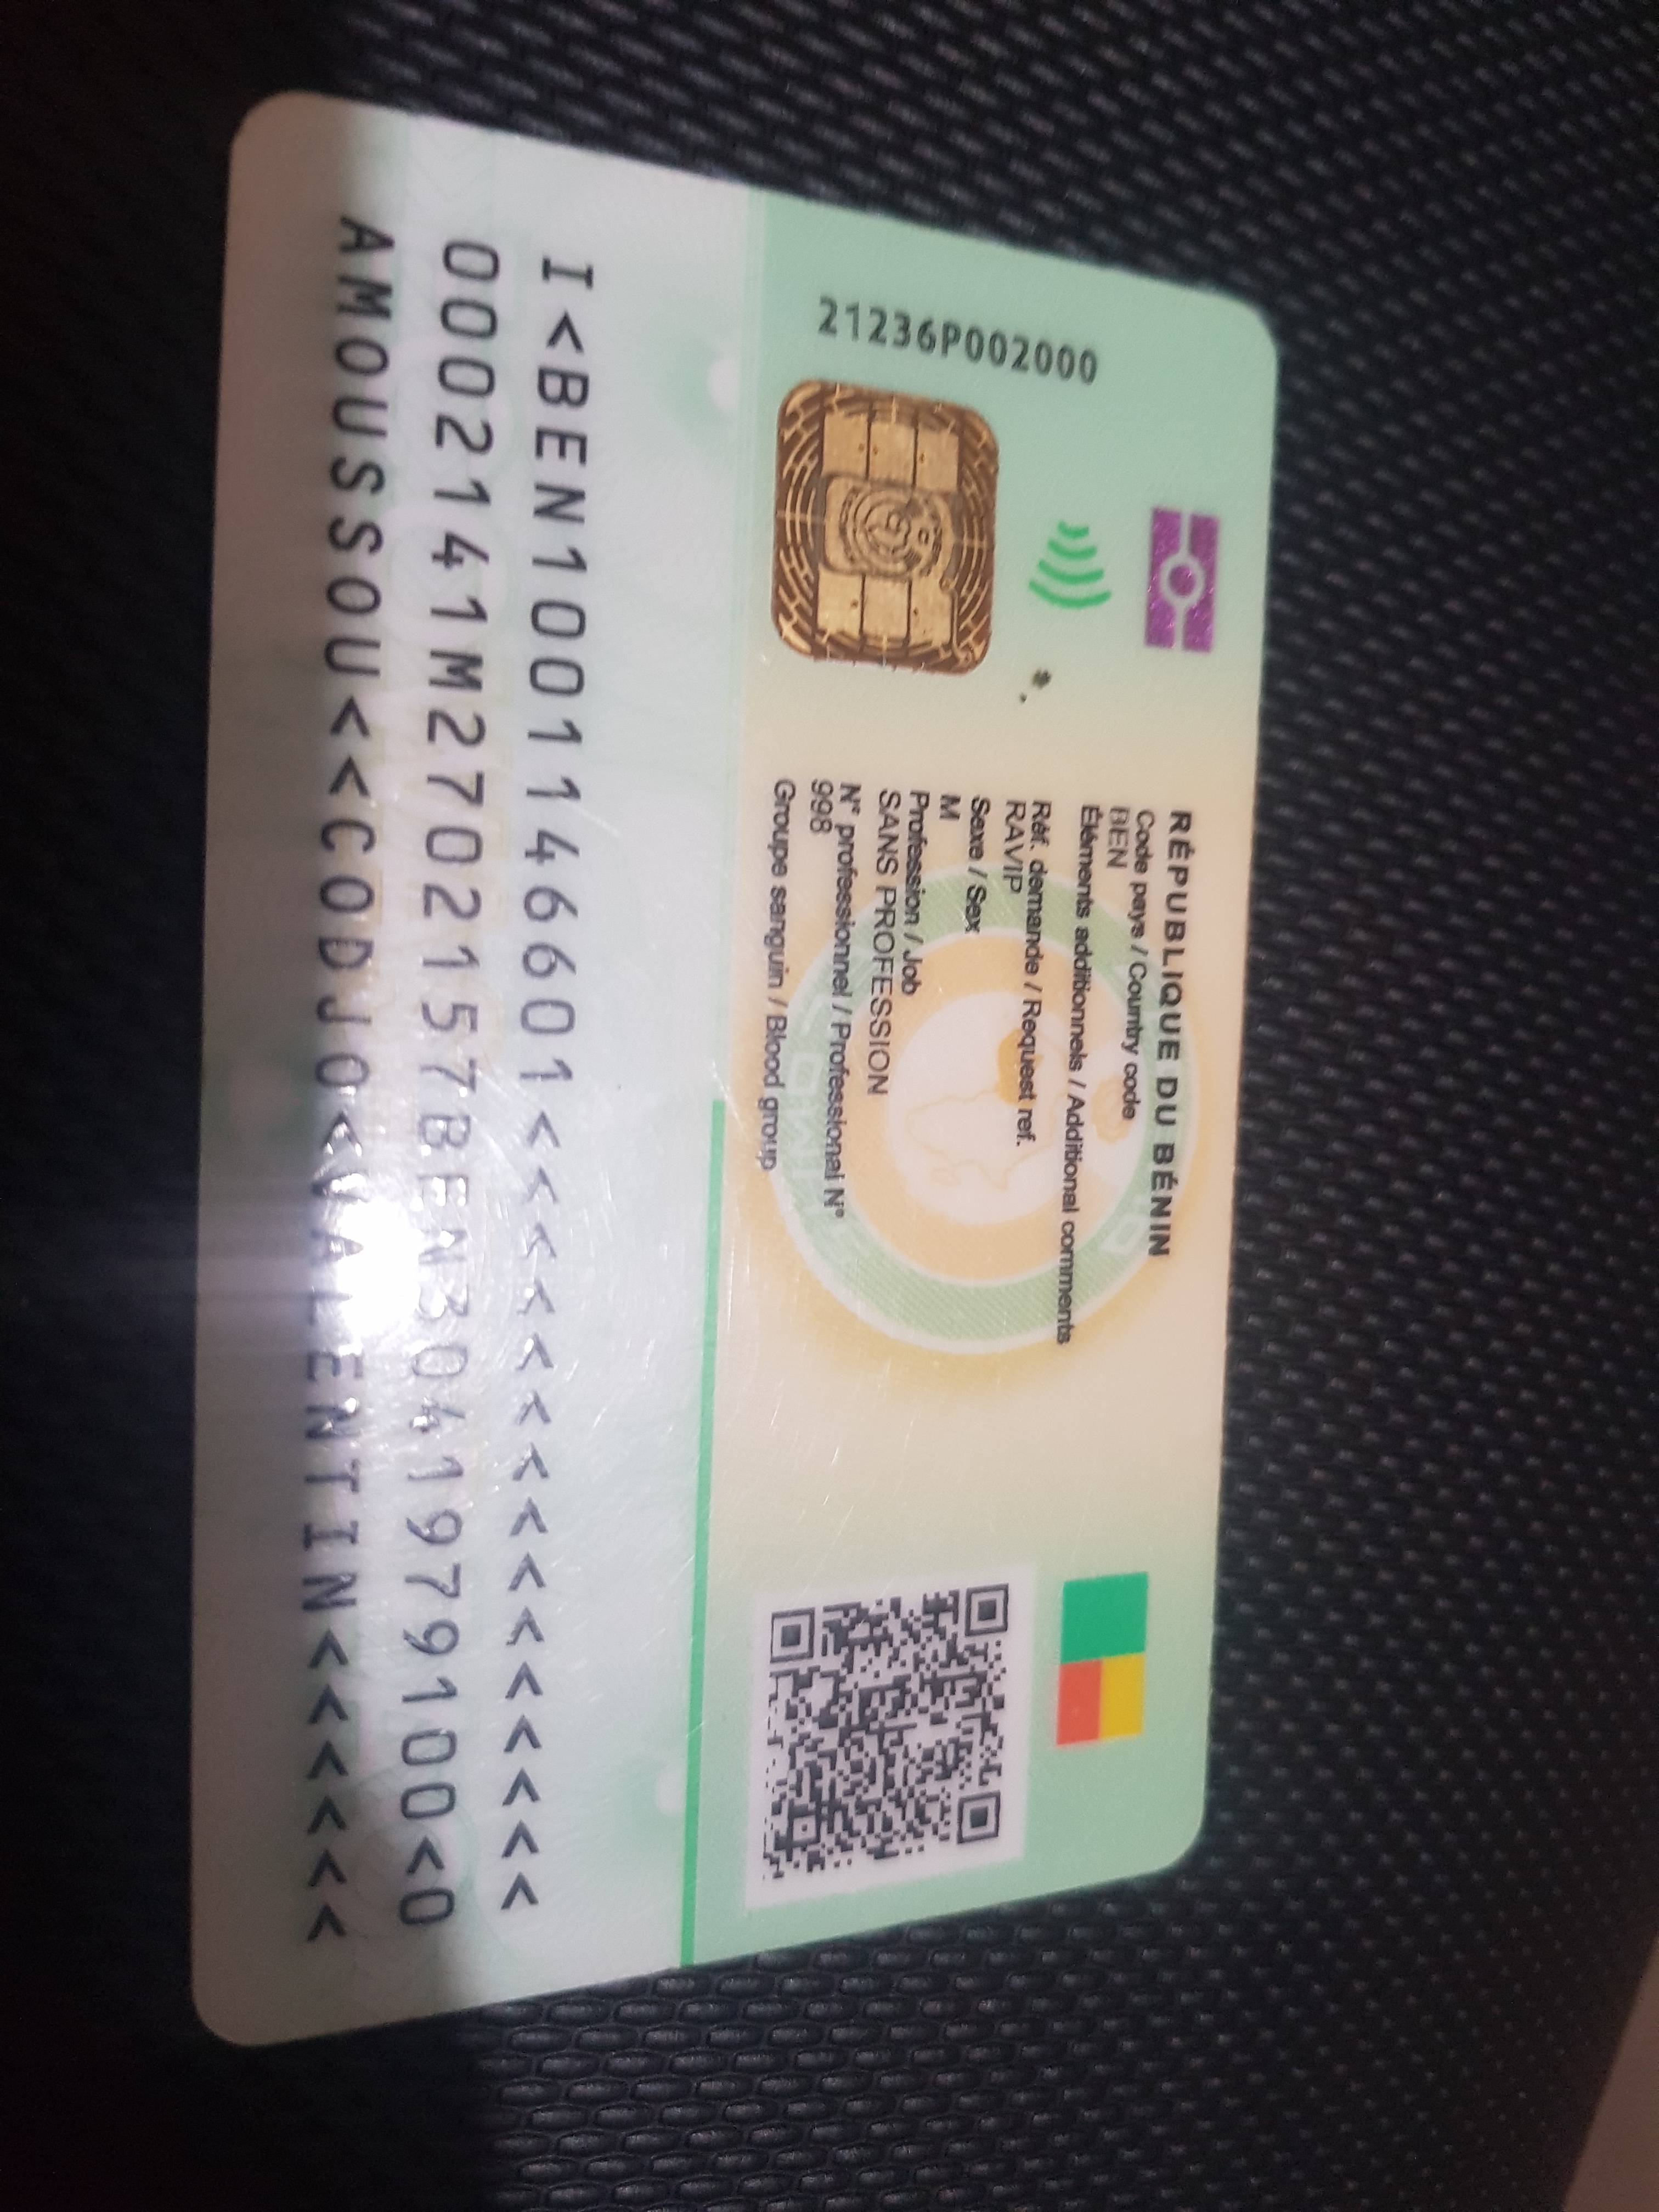 RÉPUBLIQUE DU BÉNIN
Code pays / Country code
BEN
Éléments additionnels / Additional comments
Réf. demande / Request ref.
RAVIP
Sexe / Sex
M
Profession / Job
SANS PROFESSION
N° professionnel / Professional N°
998
Groupe sanguin / Blood group
21236P002000
I<BEN1001146601<<<<<<<<<<<<<<<
0002141M2702157BEN3041979100<0
AMOUSSOU<<CODJO<VALENTIN<<<<<<